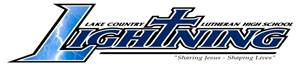 LAKE COUNTRY LUTHERAN HIGH SCHOOL
LIGHTNING
"Sharing Jesus - Shaping Lives"